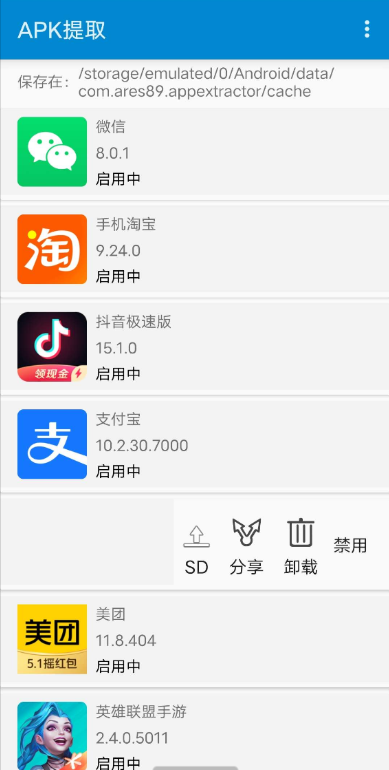 APK提取
保存在：
/storage/emulated/0/Android/data/
com.ares89.appextractor/cache
微信
8.0.1
启用中
淘
手机淘宝
9.24.0
启用中
领现金
抖音极速版
15.1.0
启用中
支
支付宝
10.2.30.7000
启用中
SD
分享
卸载
禁用
美团
5.1摇红包
美团
11.8.404
启用中
英雄联盟手游
2.4.0.5011
启用中